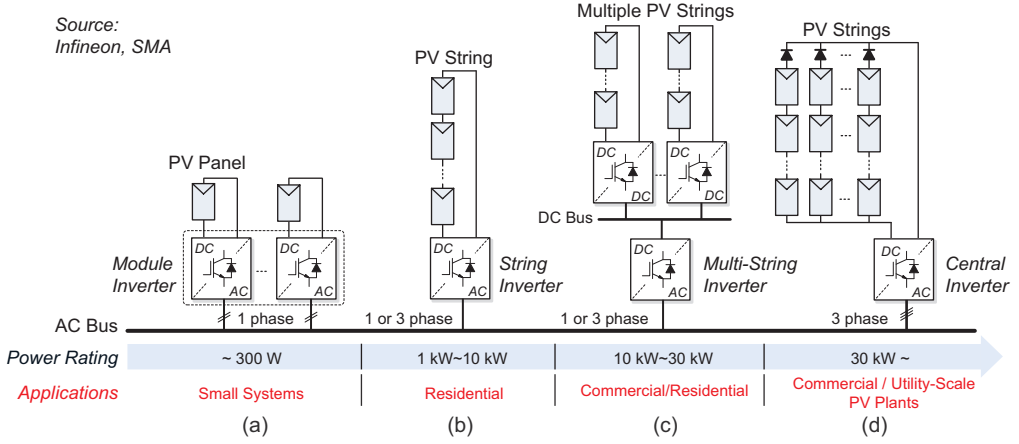 Source:
Infineon, SMA
Multiple PV Strings
PV Strings
PV String
PV Panel
DC
DC
DC
DC
DC Bus
DC
AC
DC
AC
DC
AC
DC
AC
DC
AC
Module
Inverter
String
Inverter
Multi-String
Inverter
Central
Inverter
AC Bus
1 phase
1 or 3 phase
1 or 3 phase
3 phase
Power Rating
~ 300 W
1 kW~10 kW
10 kW~30 kW
30 kW ~
Applications
Small Systems
Residential
Commercial/Residential
Commercial / Utility-Scale
PV Plants
(a)
(b)
(c)
(d)